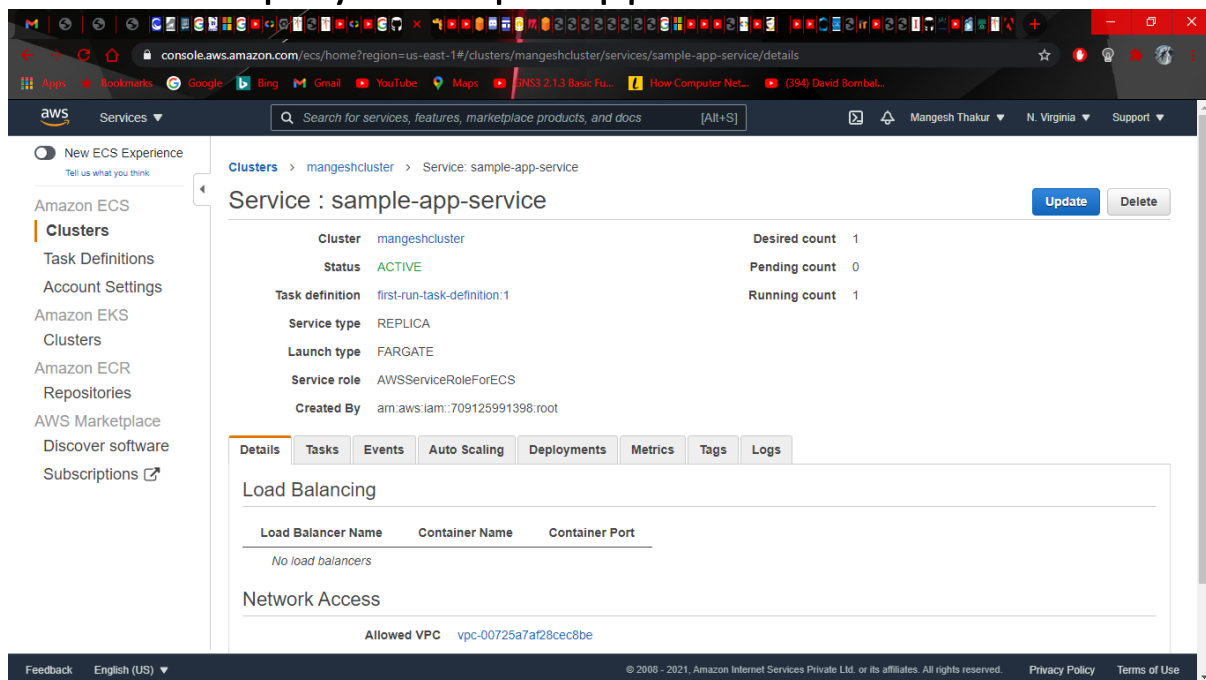 console.aws.amazon.com/ecs/home?region=us-east-1#/clusters/mangeshcluster/services/sample-app-service/details
Apps Bookmarks Google Bing Gmail YouTube Maps GNS3 2.1.3 Basic Fu... How Computer Net... (394) David Bombal...
aws Services ▼ Search for services, features, marketplace products, and docs [Alt+S] Mangesh Thakur ▼ N. Virginia ▼ Support ▼
New ECS Experience
Tell us what you think
Amazon ECS
Clusters
Task Definitions
Account Settings
Amazon EKS
Clusters
Amazon ECR
Repositories
AWS Marketplace
Discover software
Subscriptions
Clusters > mangeshcluster > Service: sample-app-service
Service : sample-app-service
Update Delete
Cluster mangeshcluster
Status ACTIVE
Task definition first-run-task-definition:1
Service type REPLICA
Launch type FARGATE
Service role AWSServiceRoleForECS
Created By arn:aws:iam::709125991398:root
Desired count 1
Pending count 0
Running count 1
Details Tasks Events Auto Scaling Deployments Metrics Tags Logs
Load Balancing
Load Balancer Name Container Name Container Port
No load balancers
Network Access
Allowed VPC vpc-00725a7af28cec8be
Feedback English (US) ▼ © 2008 - 2021, Amazon Internet Services Private Ltd. or its affiliates. All rights reserved. Privacy Policy Terms of Use